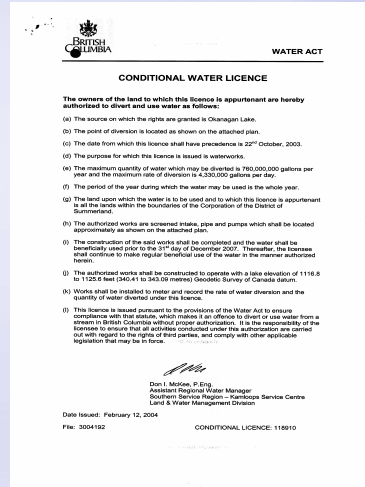 BRITISH
COLUMBIA
WATER ACT
CONDITIONAL WATER LICENCE
The owners of the land to which this licence is appurtenant are hereby
authorized to divert and use water as follows:
(a) The source on which the rights are granted is Okanagan Lake.
(b) The point of diversion is located as shown on the attached plan.
(c) The date from which this licence shall have precedence is 22nd October, 2003.
(d) The purpose for which this licence is issued is waterworks.
(e) The maximum quantity of water which may be diverted is 760,000,000 gallons per
year and the maximum rate of diversion is 4,330,000 gallons per day.
(f) The period of the year during which the water may be used is the whole year.
(g) The land upon which the water is to be used and to which this licence is appurtenant
is all the lands within the boundaries of the Corporation of the District of
Summerland.
(h) The authorized works are screened intake, pipe and pumps which shall be located
approximately as shown on the attached plan.
(i) The construction of the said works shall be completed and the water shall be
beneficially used prior to the 31st day of December 2007. Thereafter, the licensee
shall continue to make regular beneficial use of the water in the manner authorized
herein.
(j) The authorized works shall be constructed to operate with a lake elevation of 1116.8
to 1125.6 feet (340.41 to 343.09 metres) Geodetic Survey of Canada datum.
(k) Works shall be installed to meter and record the rate of water diversion and the
quantity of water diverted under this licence.
(l) This licence is issued pursuant to the provisions of the Water Act to ensure
compliance with that statute, which makes it an offence to divert or use water from a
stream in British Columbia without proper authorization. It is the responsibility of the
licensee to ensure that all activities conducted under this authorization are carried
out with regard to the rights of third parties, and comply with other applicable
legislation that may be in force.
Don I. McKee, P.Eng.
Assistant Regional Water Manager
Southern Service Region – Kamloops Service Centre
Land & Water Management Division
Date Issued: February 12, 2004
File: 3004192
CONDITIONAL LICENCE: 118910